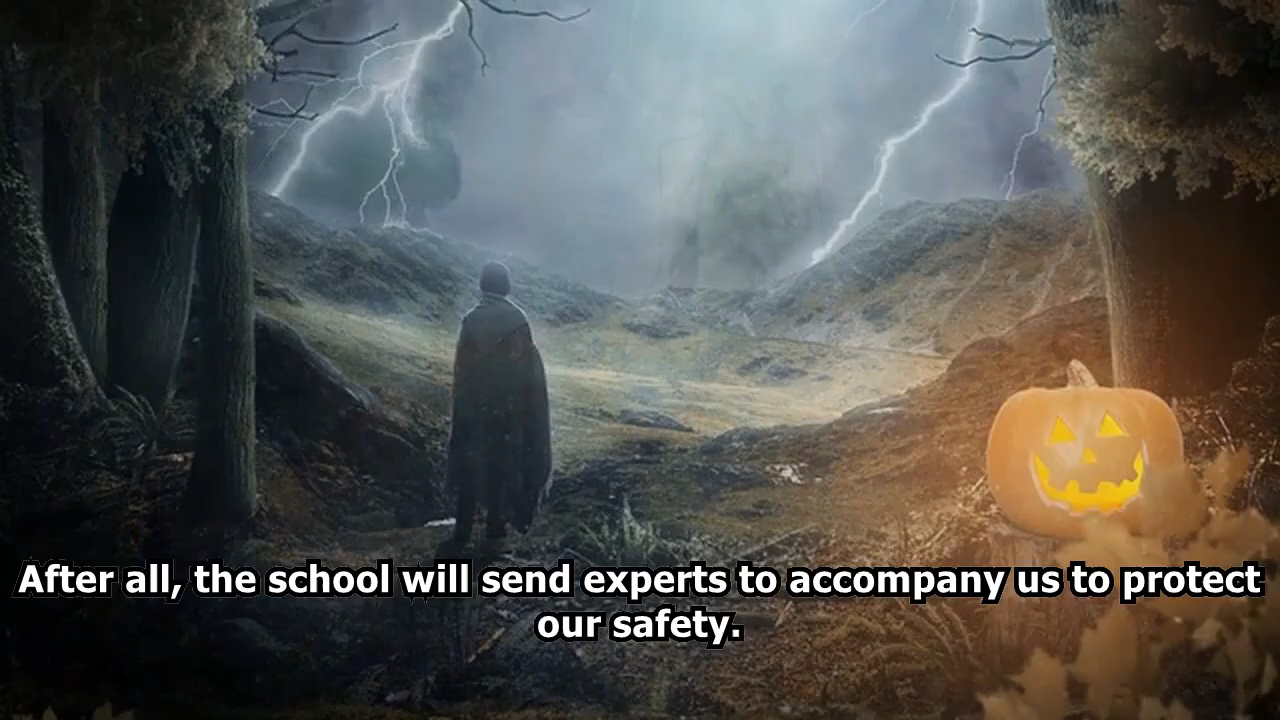 After all, the school will send experts to accompany us to protect
our safety.